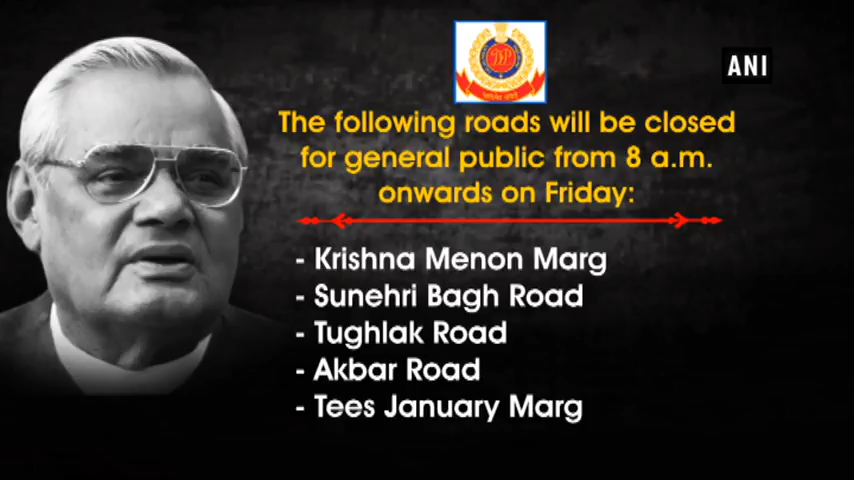 ANI
The following roads will be closed
for general public from 8 a.m.
onwards on Friday:
- Krishna Menon Marg
- Sunehri Bagh Road
- Tughlak Road
- Akbar Road
- Tees January Marg